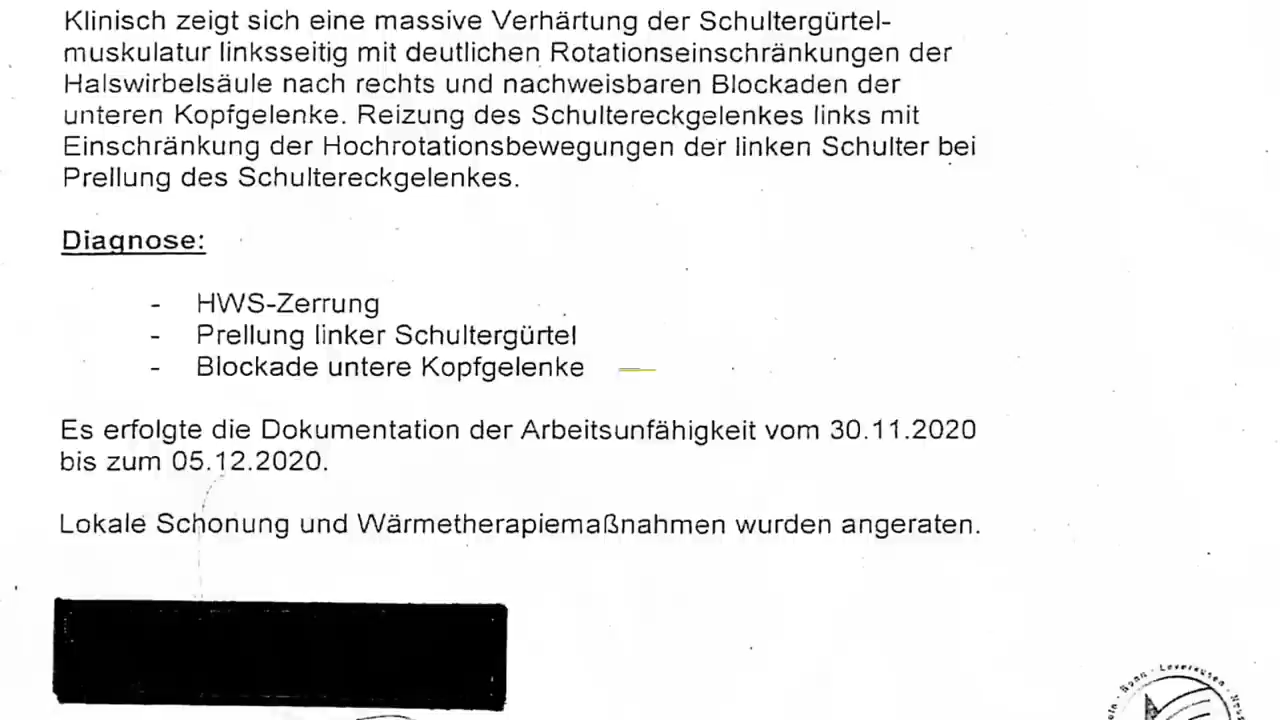 Klinisch zeigt sich eine massive Verhärtung der Schultergürtel-
muskulatur linksseitig mit deutlichen Rotationseinschränkungen der
Halswirbelsäule nach rechts und nachweisbaren Blockaden der
unteren Kopfgelenke. Reizung des Schultereckgelenkes links mit
Einschränkung der Hochrotationsbewegungen der linken Schulter bei
Prellung des Schultereckgelenkes.
Diagnose:
- HWS-Zerrung
- Prellung linker Schultergürtel
- Blockade untere Kopfgelenke
Es erfolgte die Dokumentation der Arbeitsunfähigkeit vom 30.11.2020
bis zum 05.12.2020.
Lokale Schonung und Wärmetherapiemaßnahmen wurden angeraten.
Bonn - Leverkusen -